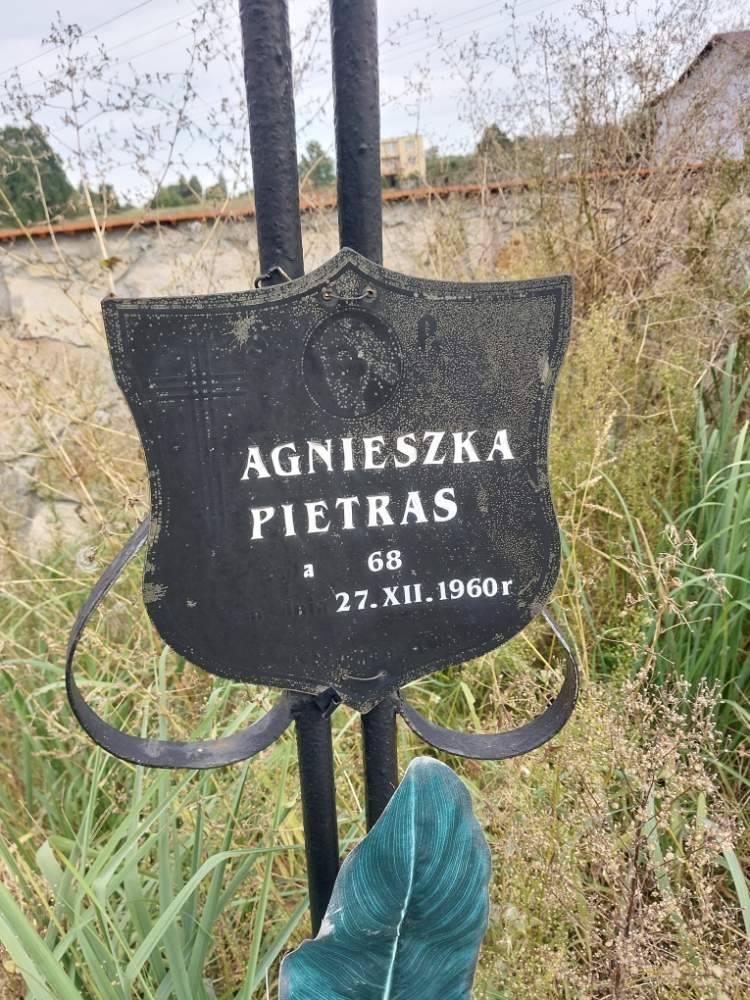 AGNIESZKA
PIETRAS
a 68
27.XII.1960r